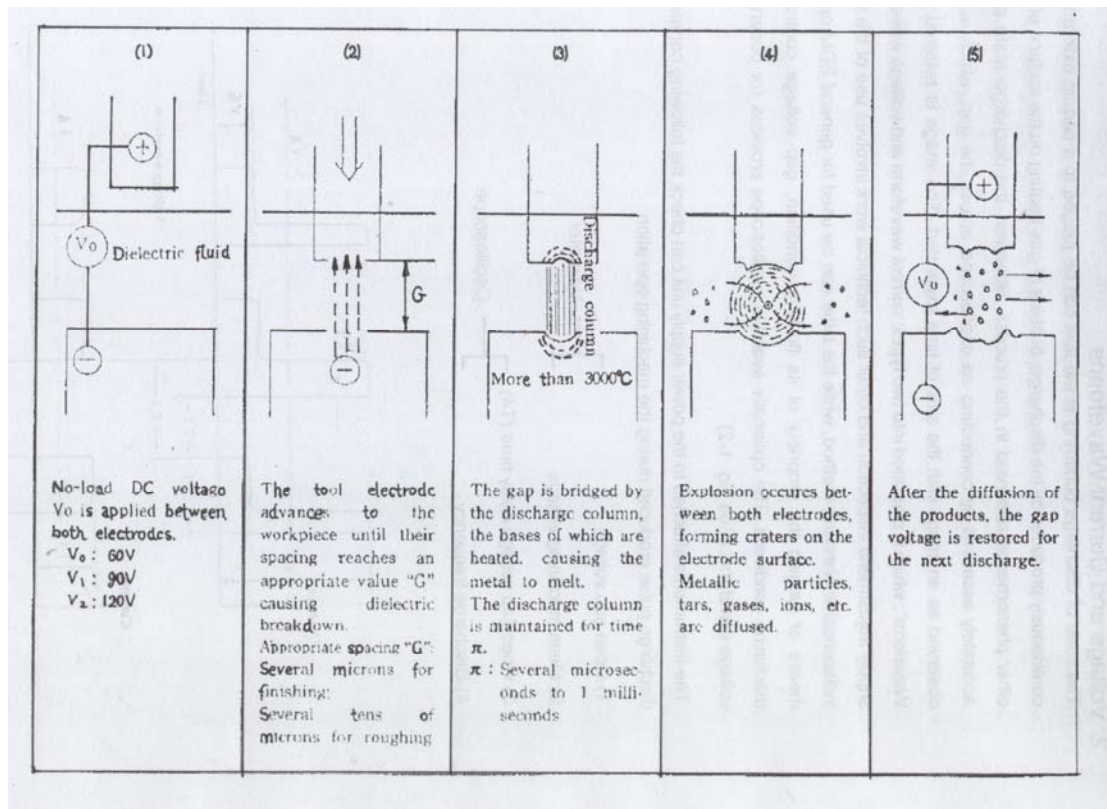 (1)
+
Vo
Dielectric fluid
−
No-load DC voltage
Vo is applied between
both electrodes.
V₀: 60V
V₁: 90V
V₂: 120V
(2)
G
−
The tool electrode
advances to the
workpiece until their
spacing reaches an
appropriate value "G"
causing dielectric
breakdown.
Appropriate spacing "G":
Several microns for
finishing;
Several tens of
microns for roughing
(3)
Discharge column
More than 3000°C
The gap is bridged by
the discharge column,
the bases of which are
heated, causing the
metal to melt.
The discharge column
is maintained for time
π.
π : Several microsec-
onds to 1 milli-
seconds
(4)
Explosion occures bet-
ween both electrodes,
forming craters on the
electrode surface.
Metallic particles,
tars, gases, ions, etc.
are diffused.
(5)
+
Vo
−
After the diffusion of
the products, the gap
voltage is restored for
the next discharge.